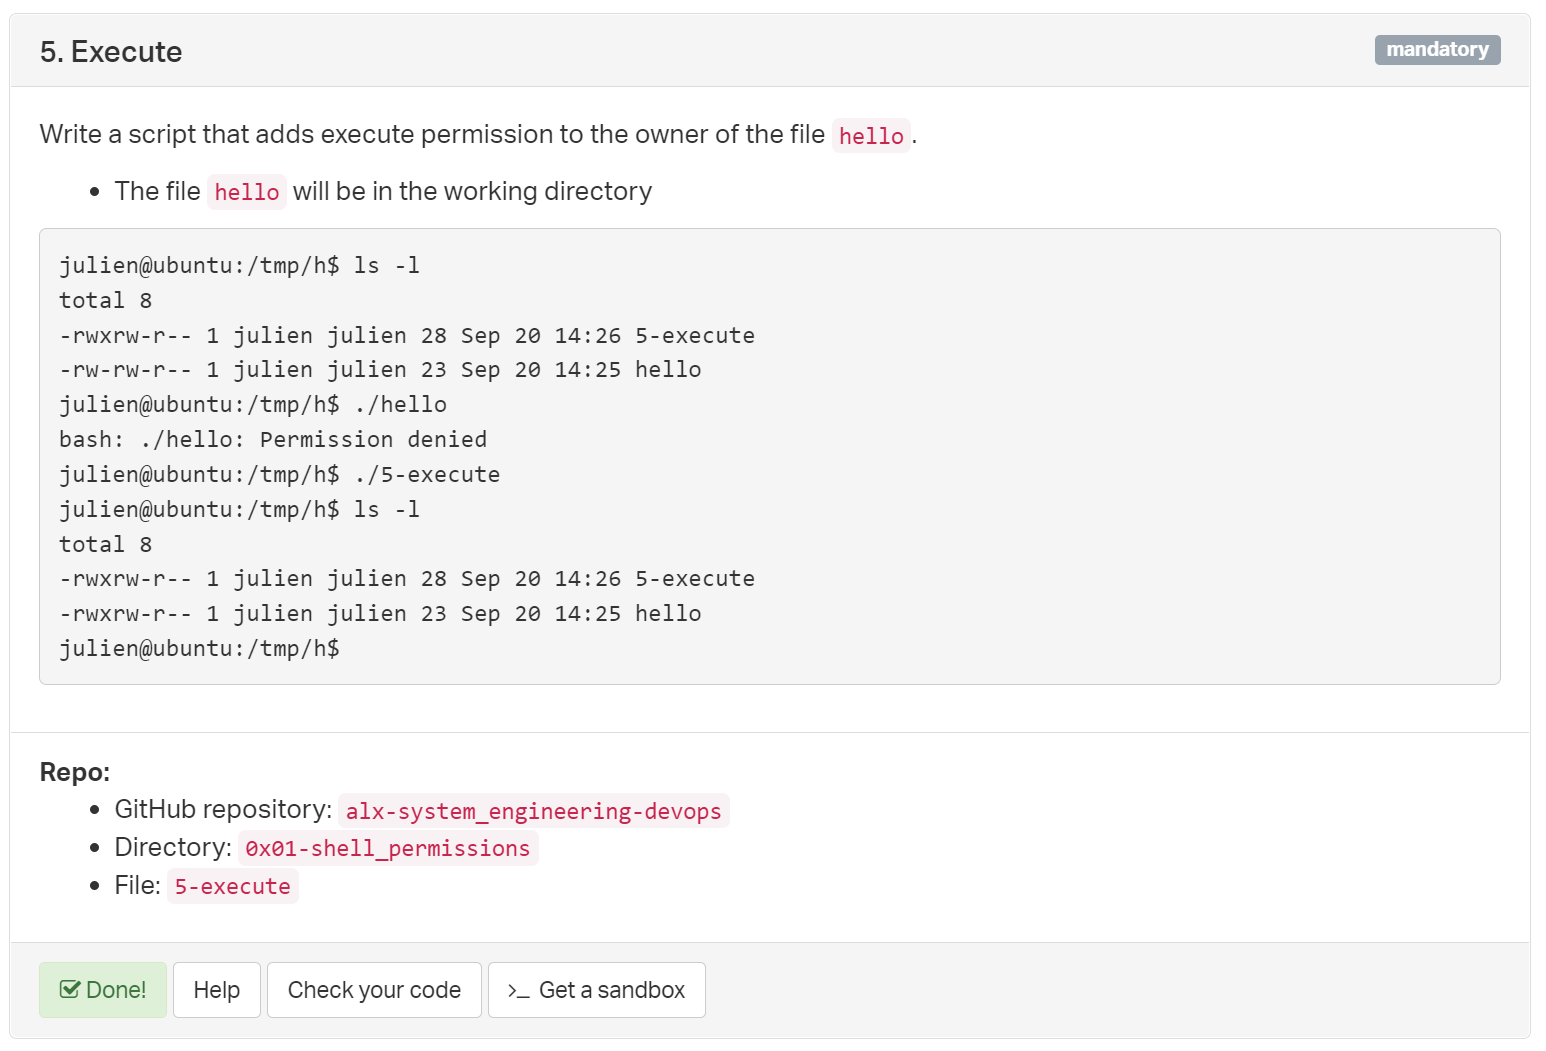 5. Execute
mandatory
Write a script that adds execute permission to the owner of the file hello.
The file hello will be in the working directory
julien@ubuntu:/tmp/h$ ls -l
total 8
-rwxrw-r-- 1 julien julien 28 Sep 20 14:26 5-execute
-rw-rw-r-- 1 julien julien 23 Sep 20 14:25 hello
julien@ubuntu:/tmp/h$ ./hello
bash: ./hello: Permission denied
julien@ubuntu:/tmp/h$ ./5-execute
julien@ubuntu:/tmp/h$ ls -l
total 8
-rwxrw-r-- 1 julien julien 28 Sep 20 14:26 5-execute
-rwxrw-r-- 1 julien julien 23 Sep 20 14:25 hello
julien@ubuntu:/tmp/h$
Repo:
GitHub repository: alx-system_engineering-devops
Directory: 0x01-shell_permissions
File: 5-execute
Done!
Help
Check your code
>_ Get a sandbox